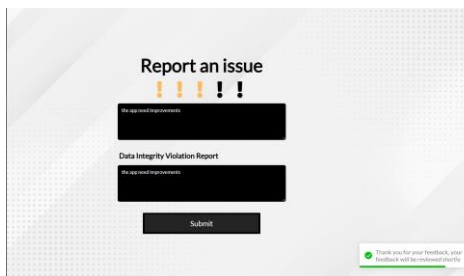 Report an issue
! ! ! ! !
the app need improvements
Data Integrity Violation Report
the app need improvements
Submit
Thank you for your feedback, your
feedback will be reviewed shortly